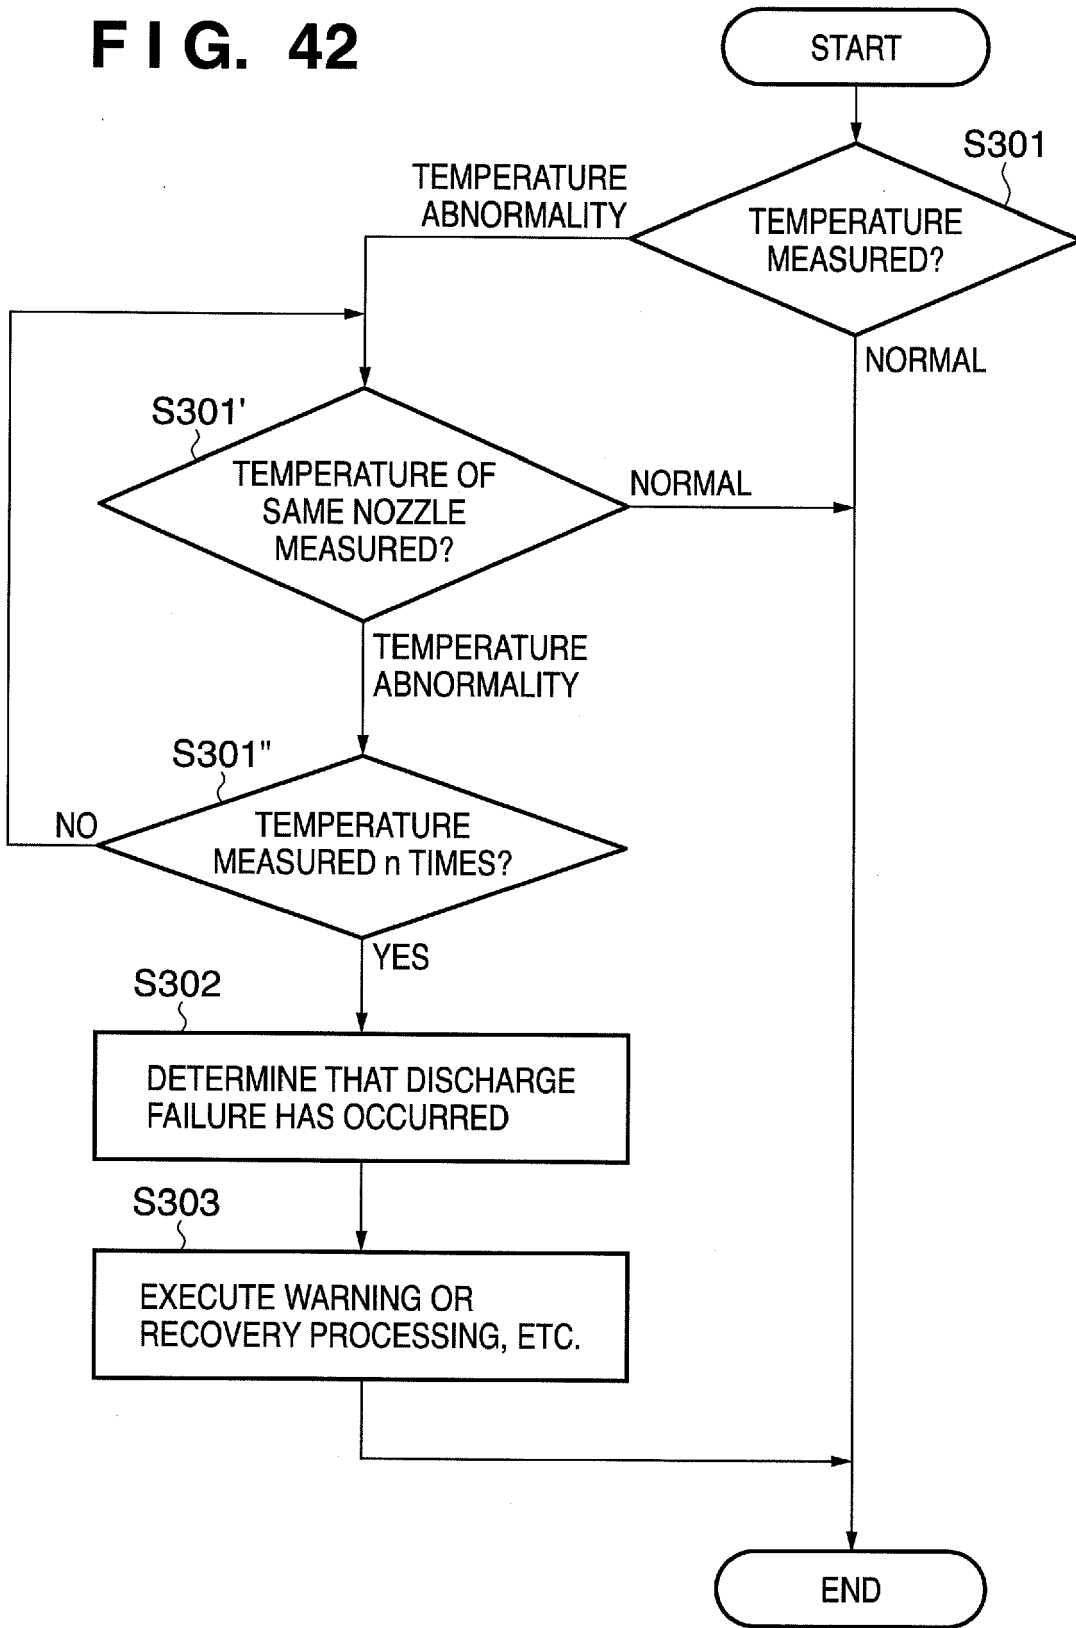 FIG. 42
START
S301
TEMPERATURE
ABNORMALITY
TEMPERATURE
MEASURED?
NORMAL
S301'
TEMPERATURE OF
SAME NOZZLE
MEASURED?
NORMAL
TEMPERATURE
ABNORMALITY
S301"
NO
TEMPERATURE
MEASURED n TIMES?
YES
S302
DETERMINE THAT DISCHARGE
FAILURE HAS OCCURRED
S303
EXECUTE WARNING OR
RECOVERY PROCESSING, ETC.
END